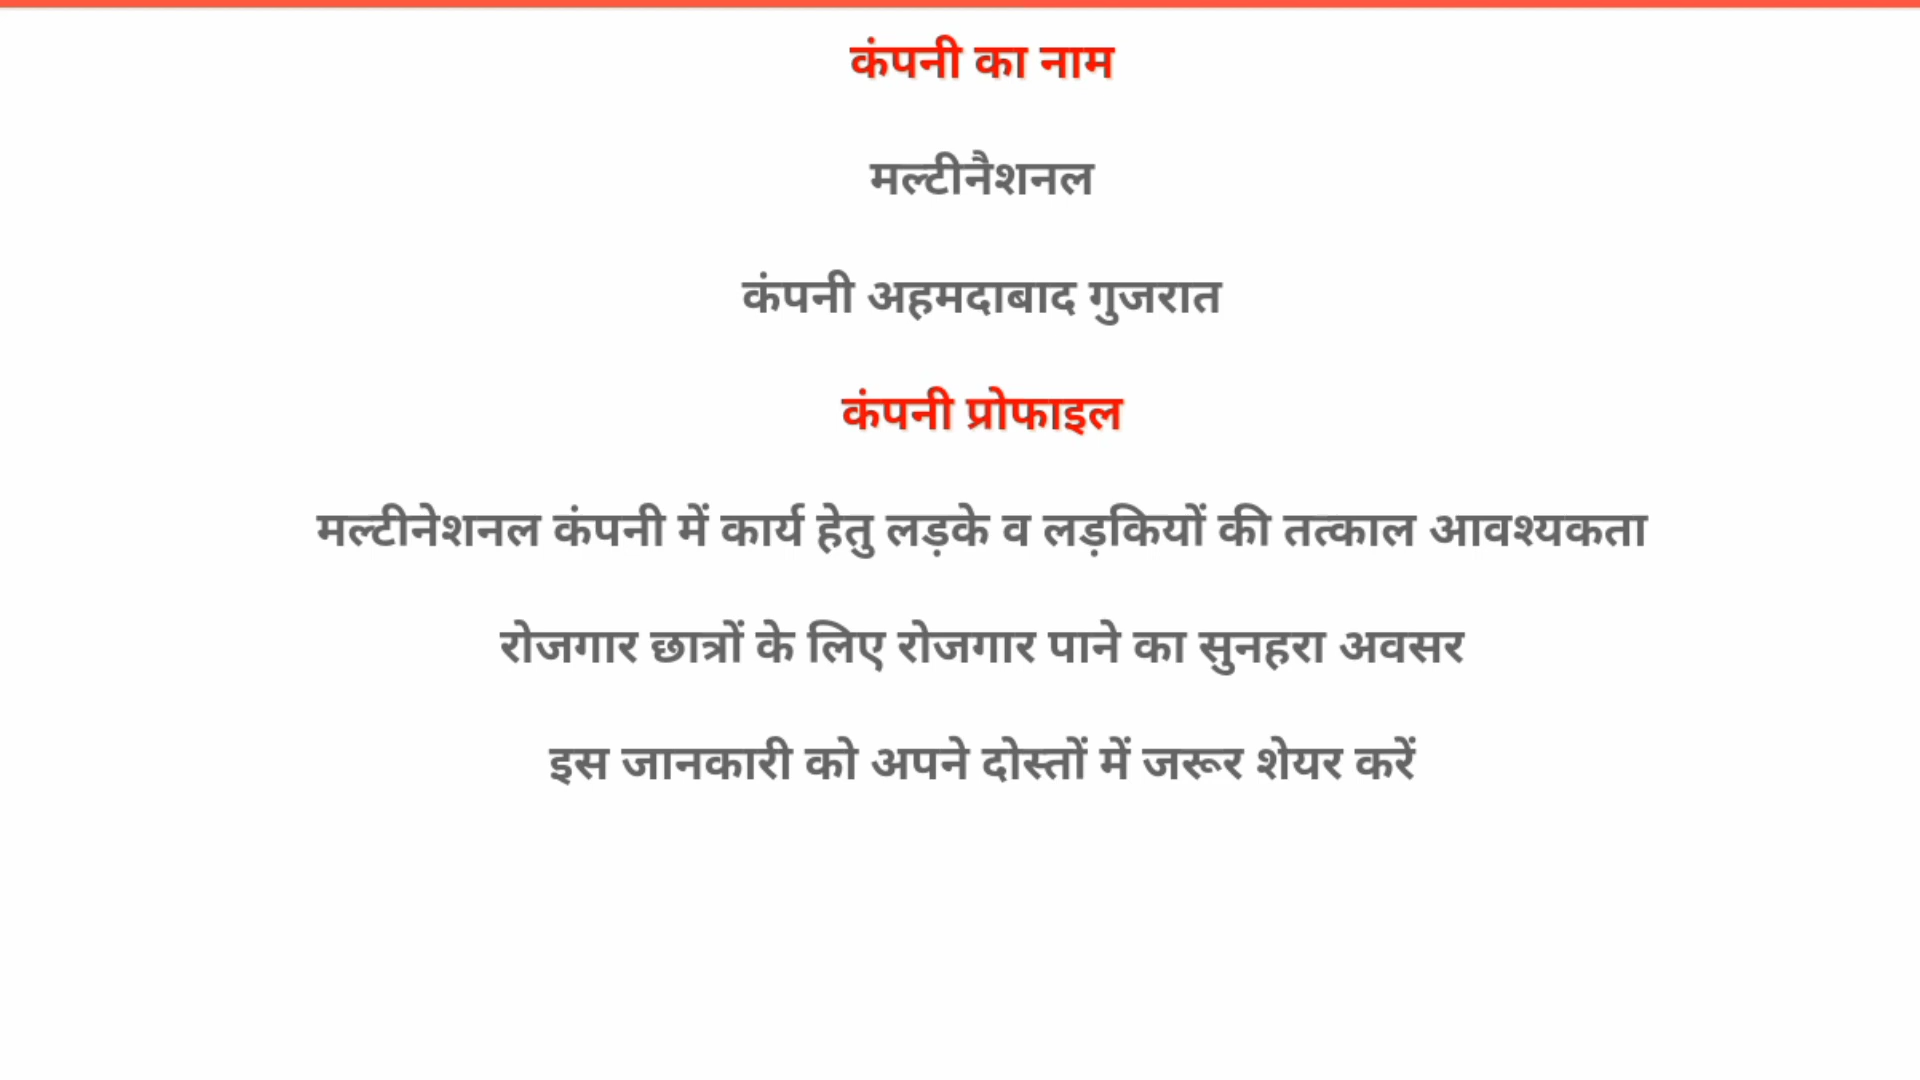 कंपनी का नाम
मल्टीनैशनल
कंपनी अहमदाबाद गुजरात
कंपनी प्रोफाइल
मल्टीनेशनल कंपनी में कार्य हेतु लड़के व लड़कियों की तत्काल आवश्यकता
रोजगार छात्रों के लिए रोजगार पाने का सुनहरा अवसर
इस जानकारी को अपने दोस्तों में जरूर शेयर करें